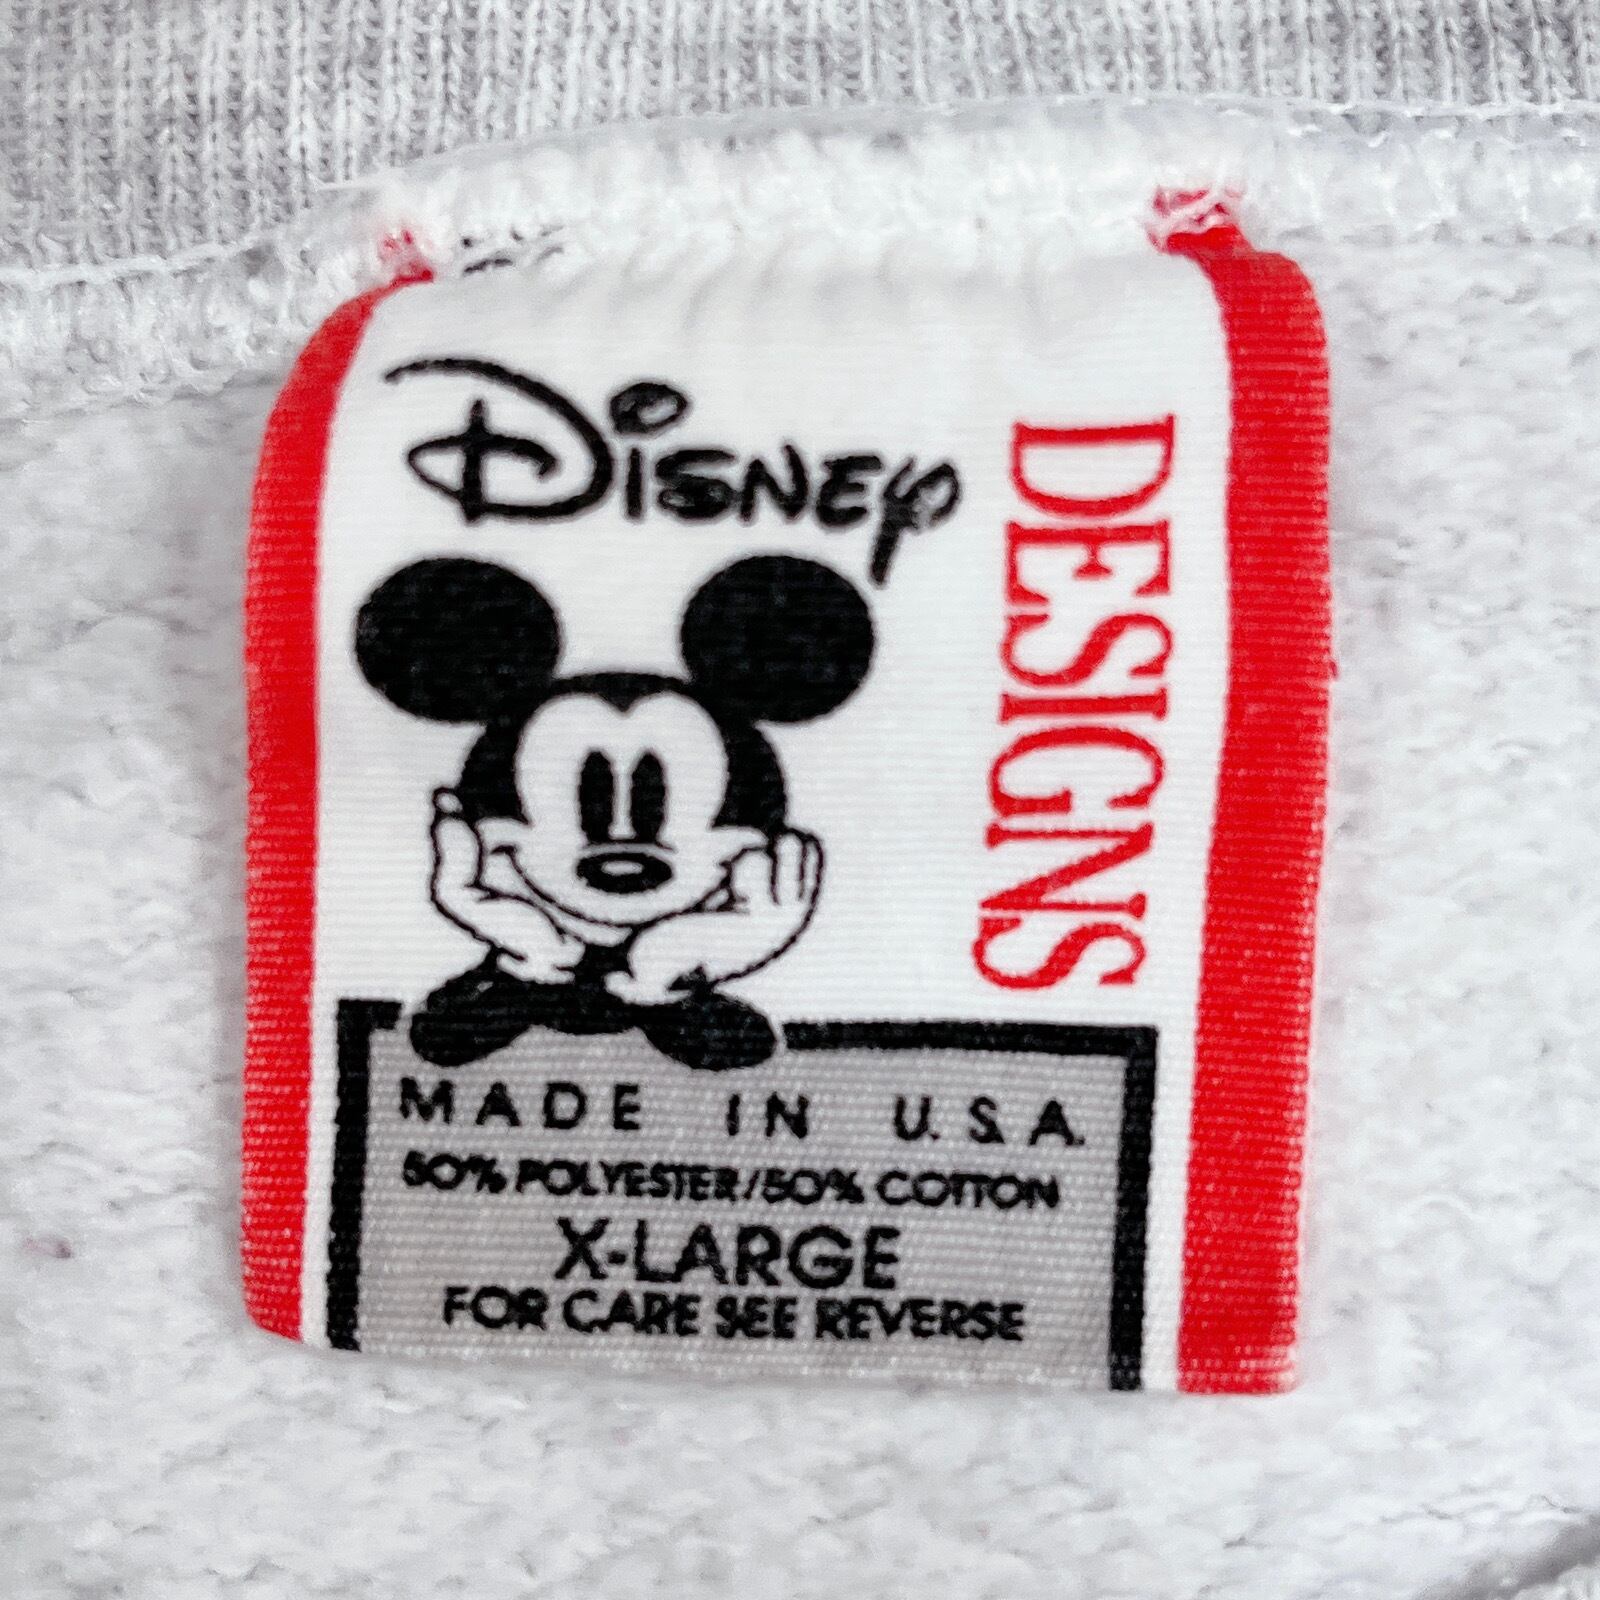 Disney
DESIGNS
MADE IN U.S.A.
50% POLYESTER/50% COTTON
X-LARGE
FOR CARE SEE REVERSE